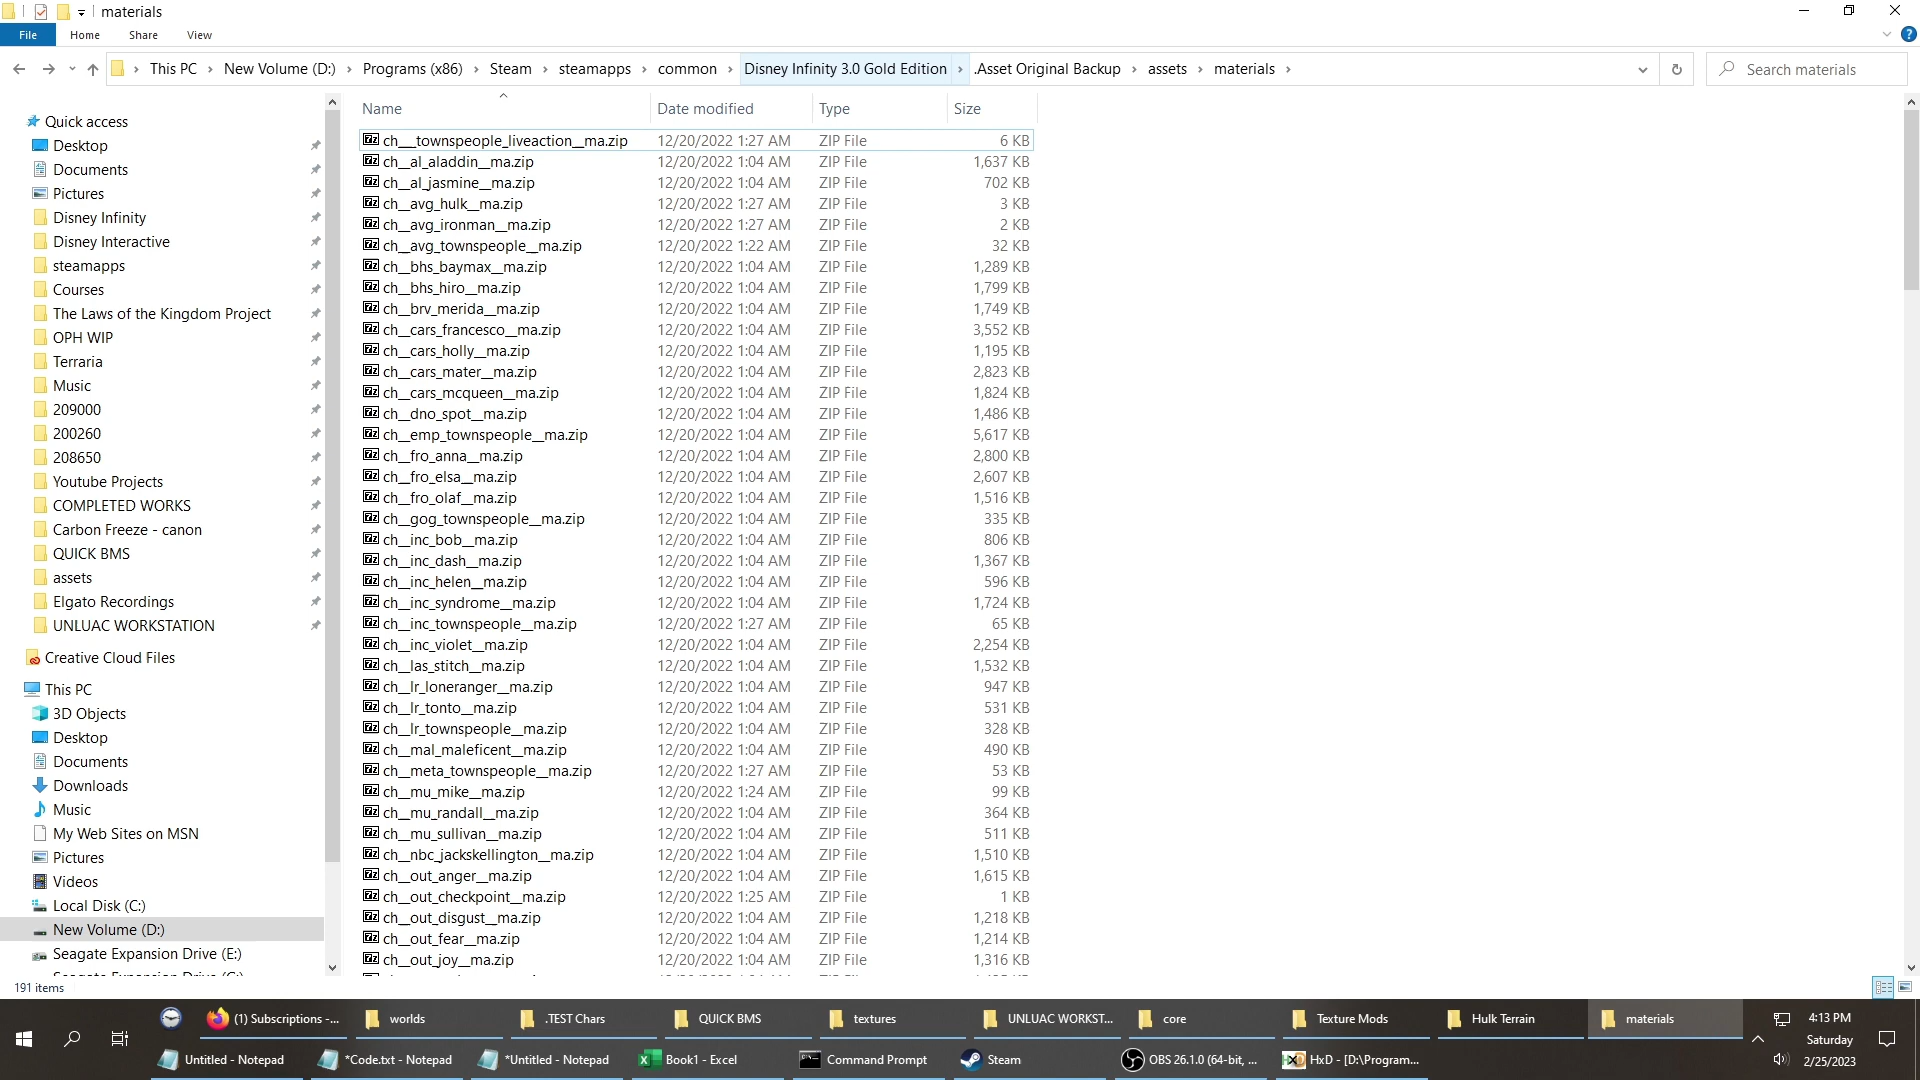 materials
File Home Share View
This PC New Volume (D:) Programs (x86) Steam steamapps common Disney Infinity 3.0 Gold Edition .Asset Original Backup assets materials Search materials
Name Date modified Type Size
Quick access
Desktop
Documents
Pictures
Disney Infinity
Disney Interactive
steamapps
Courses
The Laws of the Kingdom Project
OPH WIP
Terraria
Music
209000
200260
208650
Youtube Projects
COMPLETED WORKS
Carbon Freeze - canon
QUICK BMS
assets
Elgato Recordings
UNLUAC WORKSTATION
Creative Cloud Files
This PC
3D Objects
Desktop
Documents
Downloads
Music
My Web Sites on MSN
Pictures
Videos
Local Disk (C:)
New Volume (D:)
Seagate Expansion Drive (E:)
ch___townspeople_liveaction__ma.zip 12/20/2022 1:27 AM ZIP File 6 KB
ch__al_aladdin__ma.zip 12/20/2022 1:04 AM ZIP File 1,637 KB
ch__al_jasmine__ma.zip 12/20/2022 1:04 AM ZIP File 702 KB
ch__avg_hulk__ma.zip 12/20/2022 1:27 AM ZIP File 3 KB
ch__avg_ironman__ma.zip 12/20/2022 1:27 AM ZIP File 2 KB
ch__avg_townspeople__ma.zip 12/20/2022 1:22 AM ZIP File 32 KB
ch__bhs_baymax__ma.zip 12/20/2022 1:04 AM ZIP File 1,289 KB
ch__bhs_hiro__ma.zip 12/20/2022 1:04 AM ZIP File 1,799 KB
ch__brv_merida__ma.zip 12/20/2022 1:04 AM ZIP File 1,749 KB
ch__cars_francesco__ma.zip 12/20/2022 1:04 AM ZIP File 3,552 KB
ch__cars_holly__ma.zip 12/20/2022 1:04 AM ZIP File 1,195 KB
ch__cars_mater__ma.zip 12/20/2022 1:04 AM ZIP File 2,823 KB
ch__cars_mcqueen__ma.zip 12/20/2022 1:04 AM ZIP File 1,824 KB
ch__dno_spot__ma.zip 12/20/2022 1:04 AM ZIP File 1,486 KB
ch__emp_townspeople__ma.zip 12/20/2022 1:04 AM ZIP File 5,617 KB
ch__fro_anna__ma.zip 12/20/2022 1:04 AM ZIP File 2,800 KB
ch__fro_elsa__ma.zip 12/20/2022 1:04 AM ZIP File 2,607 KB
ch__fro_olaf__ma.zip 12/20/2022 1:04 AM ZIP File 1,516 KB
ch__gog_townspeople__ma.zip 12/20/2022 1:04 AM ZIP File 335 KB
ch__inc_bob__ma.zip 12/20/2022 1:04 AM ZIP File 806 KB
ch__inc_dash__ma.zip 12/20/2022 1:04 AM ZIP File 1,367 KB
ch__inc_helen__ma.zip 12/20/2022 1:04 AM ZIP File 596 KB
ch__inc_syndrome__ma.zip 12/20/2022 1:04 AM ZIP File 1,724 KB
ch__inc_townspeople__ma.zip 12/20/2022 1:27 AM ZIP File 65 KB
ch__inc_violet__ma.zip 12/20/2022 1:04 AM ZIP File 2,254 KB
ch__las_stitch__ma.zip 12/20/2022 1:04 AM ZIP File 1,532 KB
ch__lr_loneranger__ma.zip 12/20/2022 1:04 AM ZIP File 947 KB
ch__lr_tonto__ma.zip 12/20/2022 1:04 AM ZIP File 531 KB
ch__lr_townspeople__ma.zip 12/20/2022 1:04 AM ZIP File 328 KB
ch__mal_maleficent__ma.zip 12/20/2022 1:04 AM ZIP File 490 KB
ch__meta_townspeople__ma.zip 12/20/2022 1:27 AM ZIP File 53 KB
ch__mu_mike__ma.zip 12/20/2022 1:24 AM ZIP File 99 KB
ch__mu_randall__ma.zip 12/20/2022 1:04 AM ZIP File 364 KB
ch__mu_sullivan__ma.zip 12/20/2022 1:04 AM ZIP File 511 KB
ch__nbc_jackskellington__ma.zip 12/20/2022 1:04 AM ZIP File 1,510 KB
ch__out_anger__ma.zip 12/20/2022 1:04 AM ZIP File 1,615 KB
ch__out_checkpoint__ma.zip 12/20/2022 1:25 AM ZIP File 1 KB
ch__out_disgust__ma.zip 12/20/2022 1:04 AM ZIP File 1,218 KB
ch__out_fear__ma.zip 12/20/2022 1:04 AM ZIP File 1,214 KB
ch__out_joy__ma.zip 12/20/2022 1:04 AM ZIP File 1,316 KB
191 items
(1) Subscriptions -... worlds .TEST Chars QUICK BMS textures UNLUAC WORKST... core Texture Mods Hulk Terrain materials 4:13 PM
Saturday
Untitled - Notepad *Code.txt - Notepad *Untitled - Notepad Book1 - Excel Command Prompt Steam OBS 26.1.0 (64-bit, ... HxD - [D:\Program... 2/25/2023